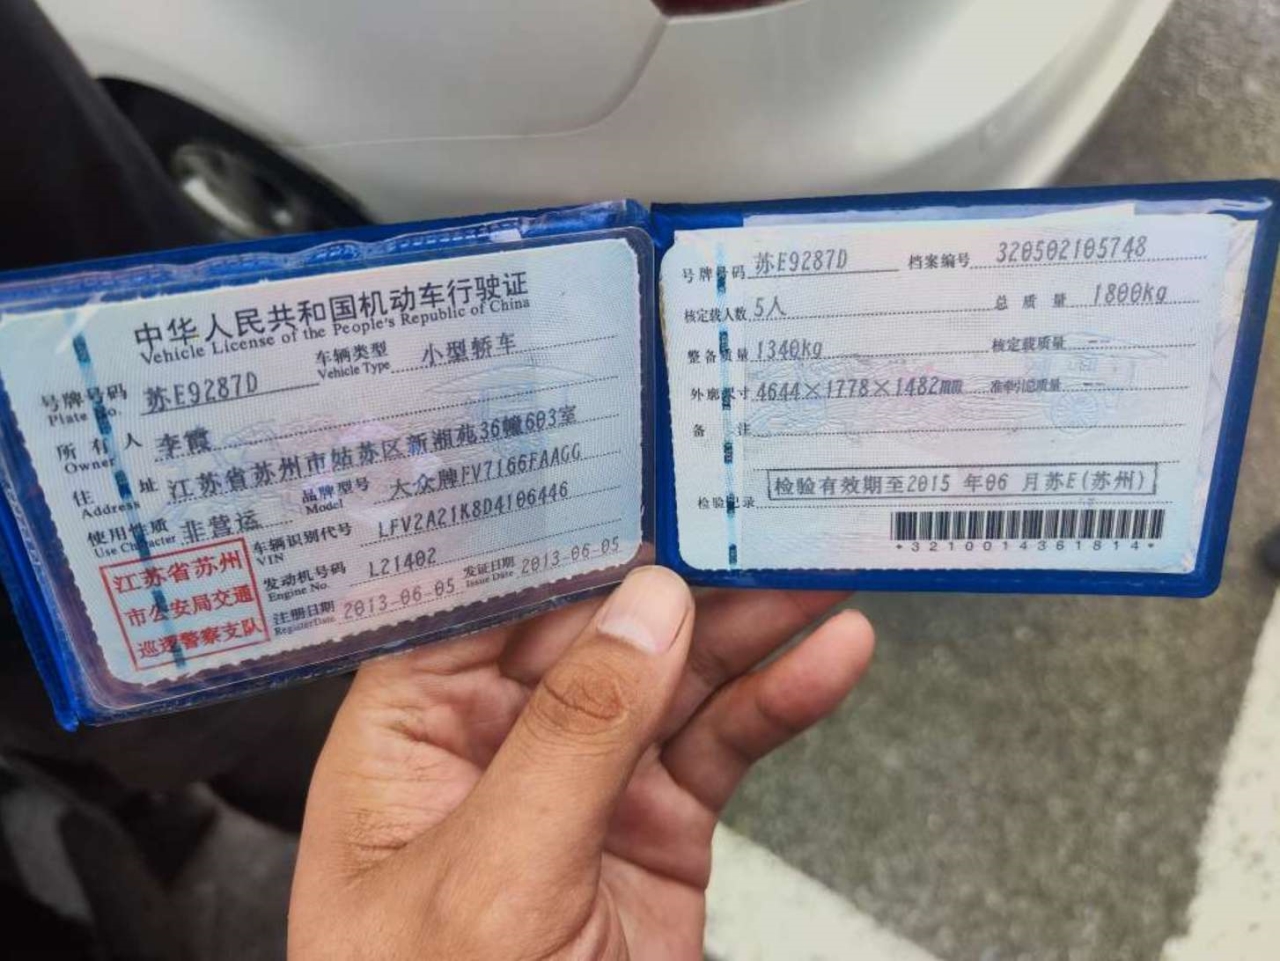 中华人民共和国机动车行驶证
Vehicle License of the People's Republic of China
号牌号码 苏E9287D 车辆类型 小型轿车
Plate No. Vehicle Type
所有人 李霞
Owner
住址 江苏省苏州市姑苏区新湘苑36幢603室
Address
使用性质 非营运 品牌型号 大众牌FV7166FAAGG
Use Character Model
车辆识别代号 LFV2A21K8D4106446
VIN
发动机号码 L21402
Engine No.
注册日期 2013-06-05 发证日期 2013-06-05
Register Date Issue Date
江苏省苏州
市公安局交通
巡逻警察支队
号牌号码 苏E9287D 档案编号 320502105748
核定载人数 5人 总质量 1800kg
整备质量 1340kg 核定载质量 --
外廓尺寸 4644×1778×1482mm 准牵引总质量 --
备注
检验记录 检验有效期至2015年06月苏E(苏州)
*3210014361814*